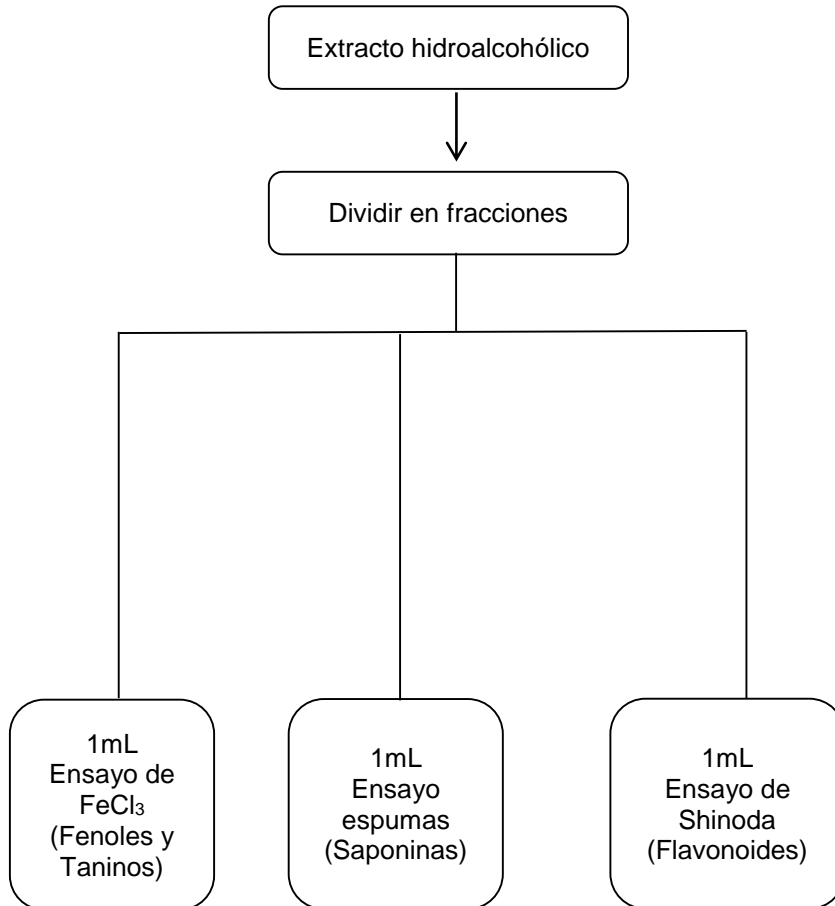 Extracto hidroalcohólico
Dividir en fracciones
1mL
Ensayo de
FeCl₃
(Fenoles y
Taninos)
1mL
Ensayo
espumas
(Saponinas)
1mL
Ensayo de
Shinoda
(Flavonoides)